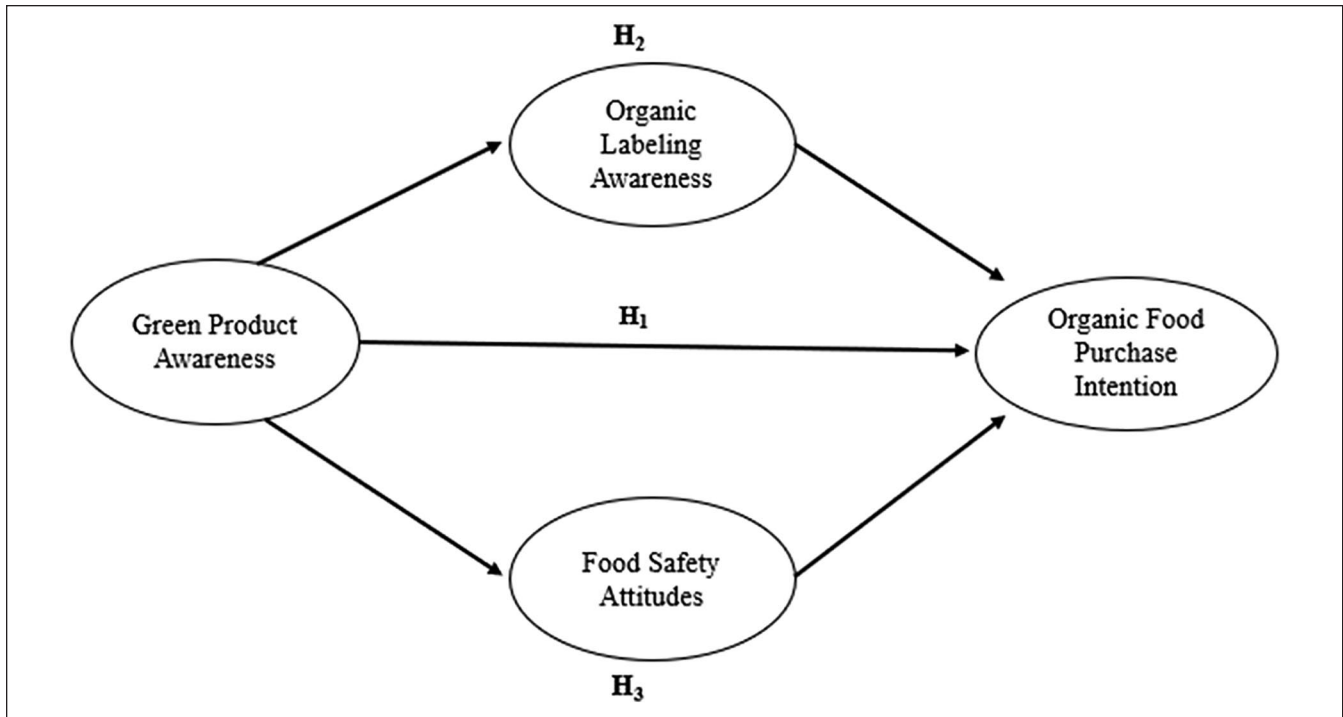 H₂
Organic
Labeling
Awareness
Green Product
Awareness
H₁
Organic Food
Purchase
Intention
Food Safety
Attitudes
H₃